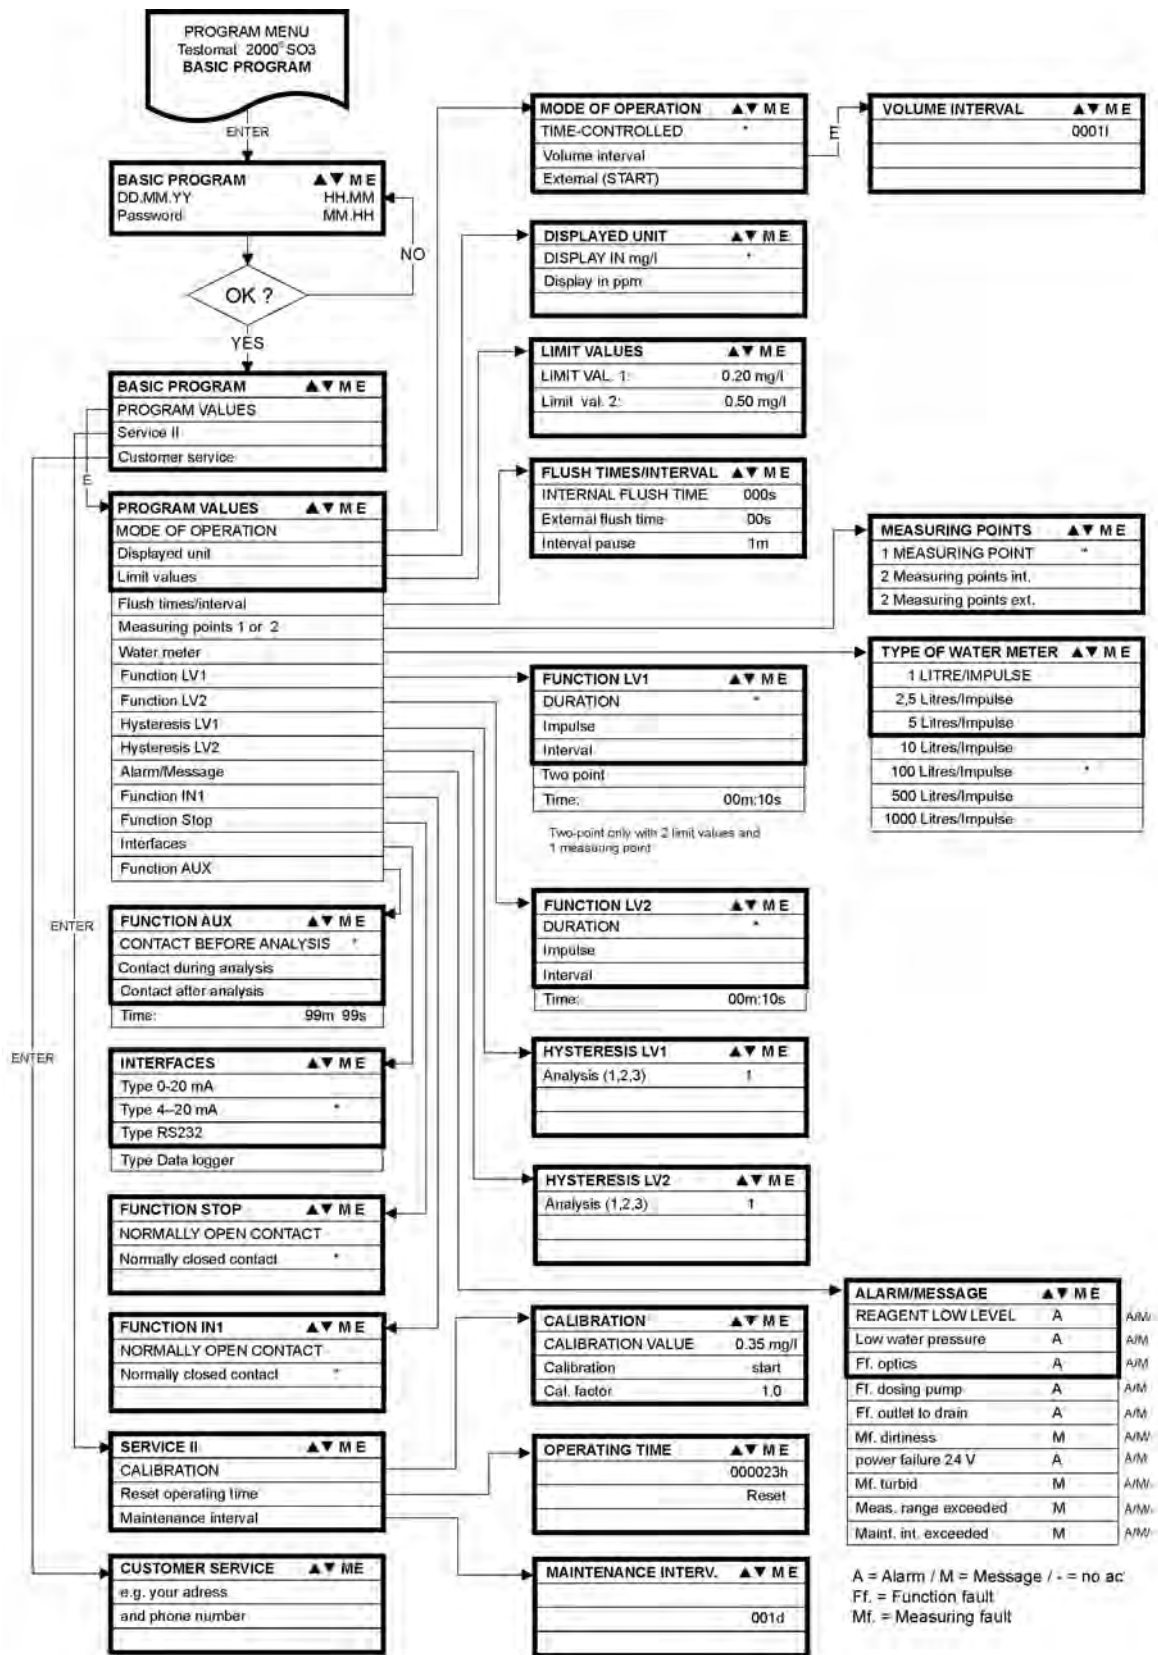 PROGRAM MENU
Testomat 2000® SO3
BASIC PROGRAM
ENTER
BASIC PROGRAM ▲▼ M E
DD.MM.YY HH.MM
Password MM.HH
NO
OK ?
YES
BASIC PROGRAM ▲▼ M E
PROGRAM VALUES
Service II
Customer service
E
PROGRAM VALUES ▲▼ M E
MODE OF OPERATION
Displayed unit
Limit values
Flush times/interval
Measuring points 1 or 2
Water meter
Function LV1
Function LV2
Hysteresis LV1
Hysteresis LV2
Alarm/Message
Function IN1
Function Stop
Interfaces
Function AUX
ENTER
ENTER
FUNCTION AUX ▲▼ M E
CONTACT BEFORE ANALYSIS *
Contact during analysis
Contact after analysis
Time: 99m 99s
INTERFACES ▲▼ M E
Type 0-20 mA
Type 4–20 mA *
Type RS232
Type Data logger
FUNCTION STOP ▲▼ M E
NORMALLY OPEN CONTACT
Normally closed contact *
FUNCTION IN1 ▲▼ M E
NORMALLY OPEN CONTACT
Normally closed contact *
SERVICE II ▲▼ M E
CALIBRATION
Reset operating time
Maintenance interval
CUSTOMER SERVICE ▲▼ ME
e.g. your adress
and phone number
MODE OF OPERATION ▲▼ M E
TIME-CONTROLLED *
Volume interval
External (START)
E
VOLUME INTERVAL ▲▼ M E
0001l
DISPLAYED UNIT ▲▼ M E
DISPLAY IN mg/l *
Display in ppm
LIMIT VALUES ▲▼ M E
LIMIT VAL. 1: 0.20 mg/l
Limit val. 2: 0.50 mg/l
FLUSH TIMES/INTERVAL ▲▼ M E
INTERNAL FLUSH TIME 000s
External flush time 00s
Interval pause 1m
MEASURING POINTS ▲▼ M E
1 MEASURING POINT *
2 Measuring points int.
2 Measuring points ext.
TYPE OF WATER METER ▲▼ M E
1 LITRE/IMPULSE
2,5 Litres/Impulse
5 Litres/Impulse
10 Litres/Impulse
100 Litres/Impulse *
500 Litres/Impulse
1000 Litres/Impulse
FUNCTION LV1 ▲▼ M E
DURATION *
Impulse
Interval
Two point
Time: 00m:10s
Two-point only with 2 limit values and
1 measuring point
FUNCTION LV2 ▲▼ M E
DURATION *
Impulse
Interval
Time: 00m:10s
HYSTERESIS LV1 ▲▼ M E
Analysis (1,2,3) 1
HYSTERESIS LV2 ▲▼ M E
Analysis (1,2,3) 1
CALIBRATION ▲▼ M E
CALIBRATION VALUE 0.35 mg/l
Calibration start
Cal. factor 1.0
OPERATING TIME ▲▼ M E
000023h
Reset
MAINTENANCE INTERV. ▲▼ M E
001d
ALARM/MESSAGE ▲▼ M E
REAGENT LOW LEVEL A A/M/
Low water pressure A A/M
Ff. optics A A/M
Ff. dosing pump A A/M
Ff. outlet to drain A A/M
Mf. dirtiness M A/M/
power failure 24 V A A/M
Mf. turbid M A/M/
Meas. range exceeded M A/M/
Maint. int. exceeded M A/M/
A = Alarm / M = Message / - = no ac
Ff. = Function fault
Mf. = Measuring fault